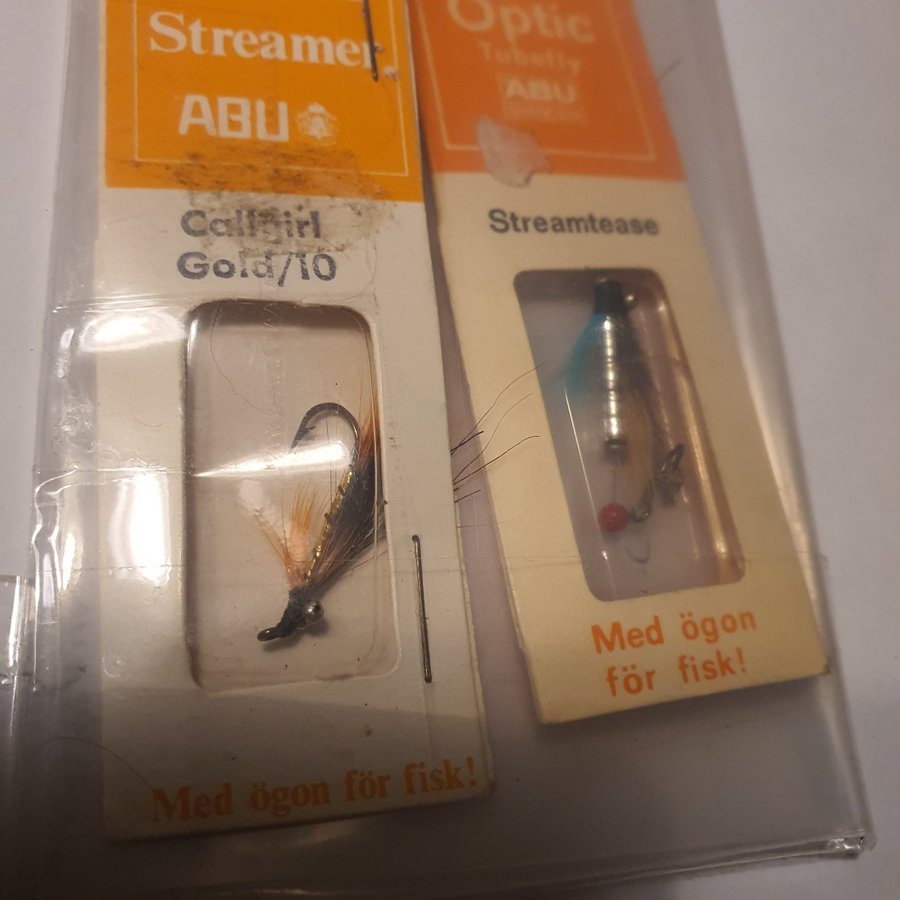 Streamer
ABU
Callgirl
Gold/10
Med ögon för fisk!
Optic
Tubefly
ABU
Streamtease
Med ögon
för fisk!